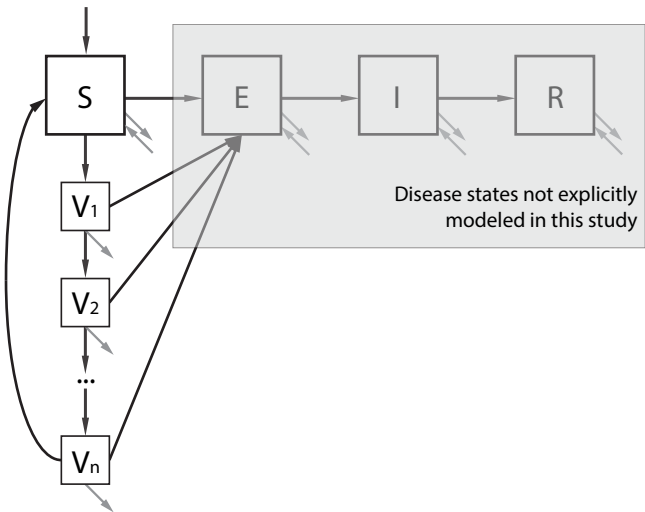 S
E
I
R
V1
Disease states not explicitly
modeled in this study
V2
...
Vn